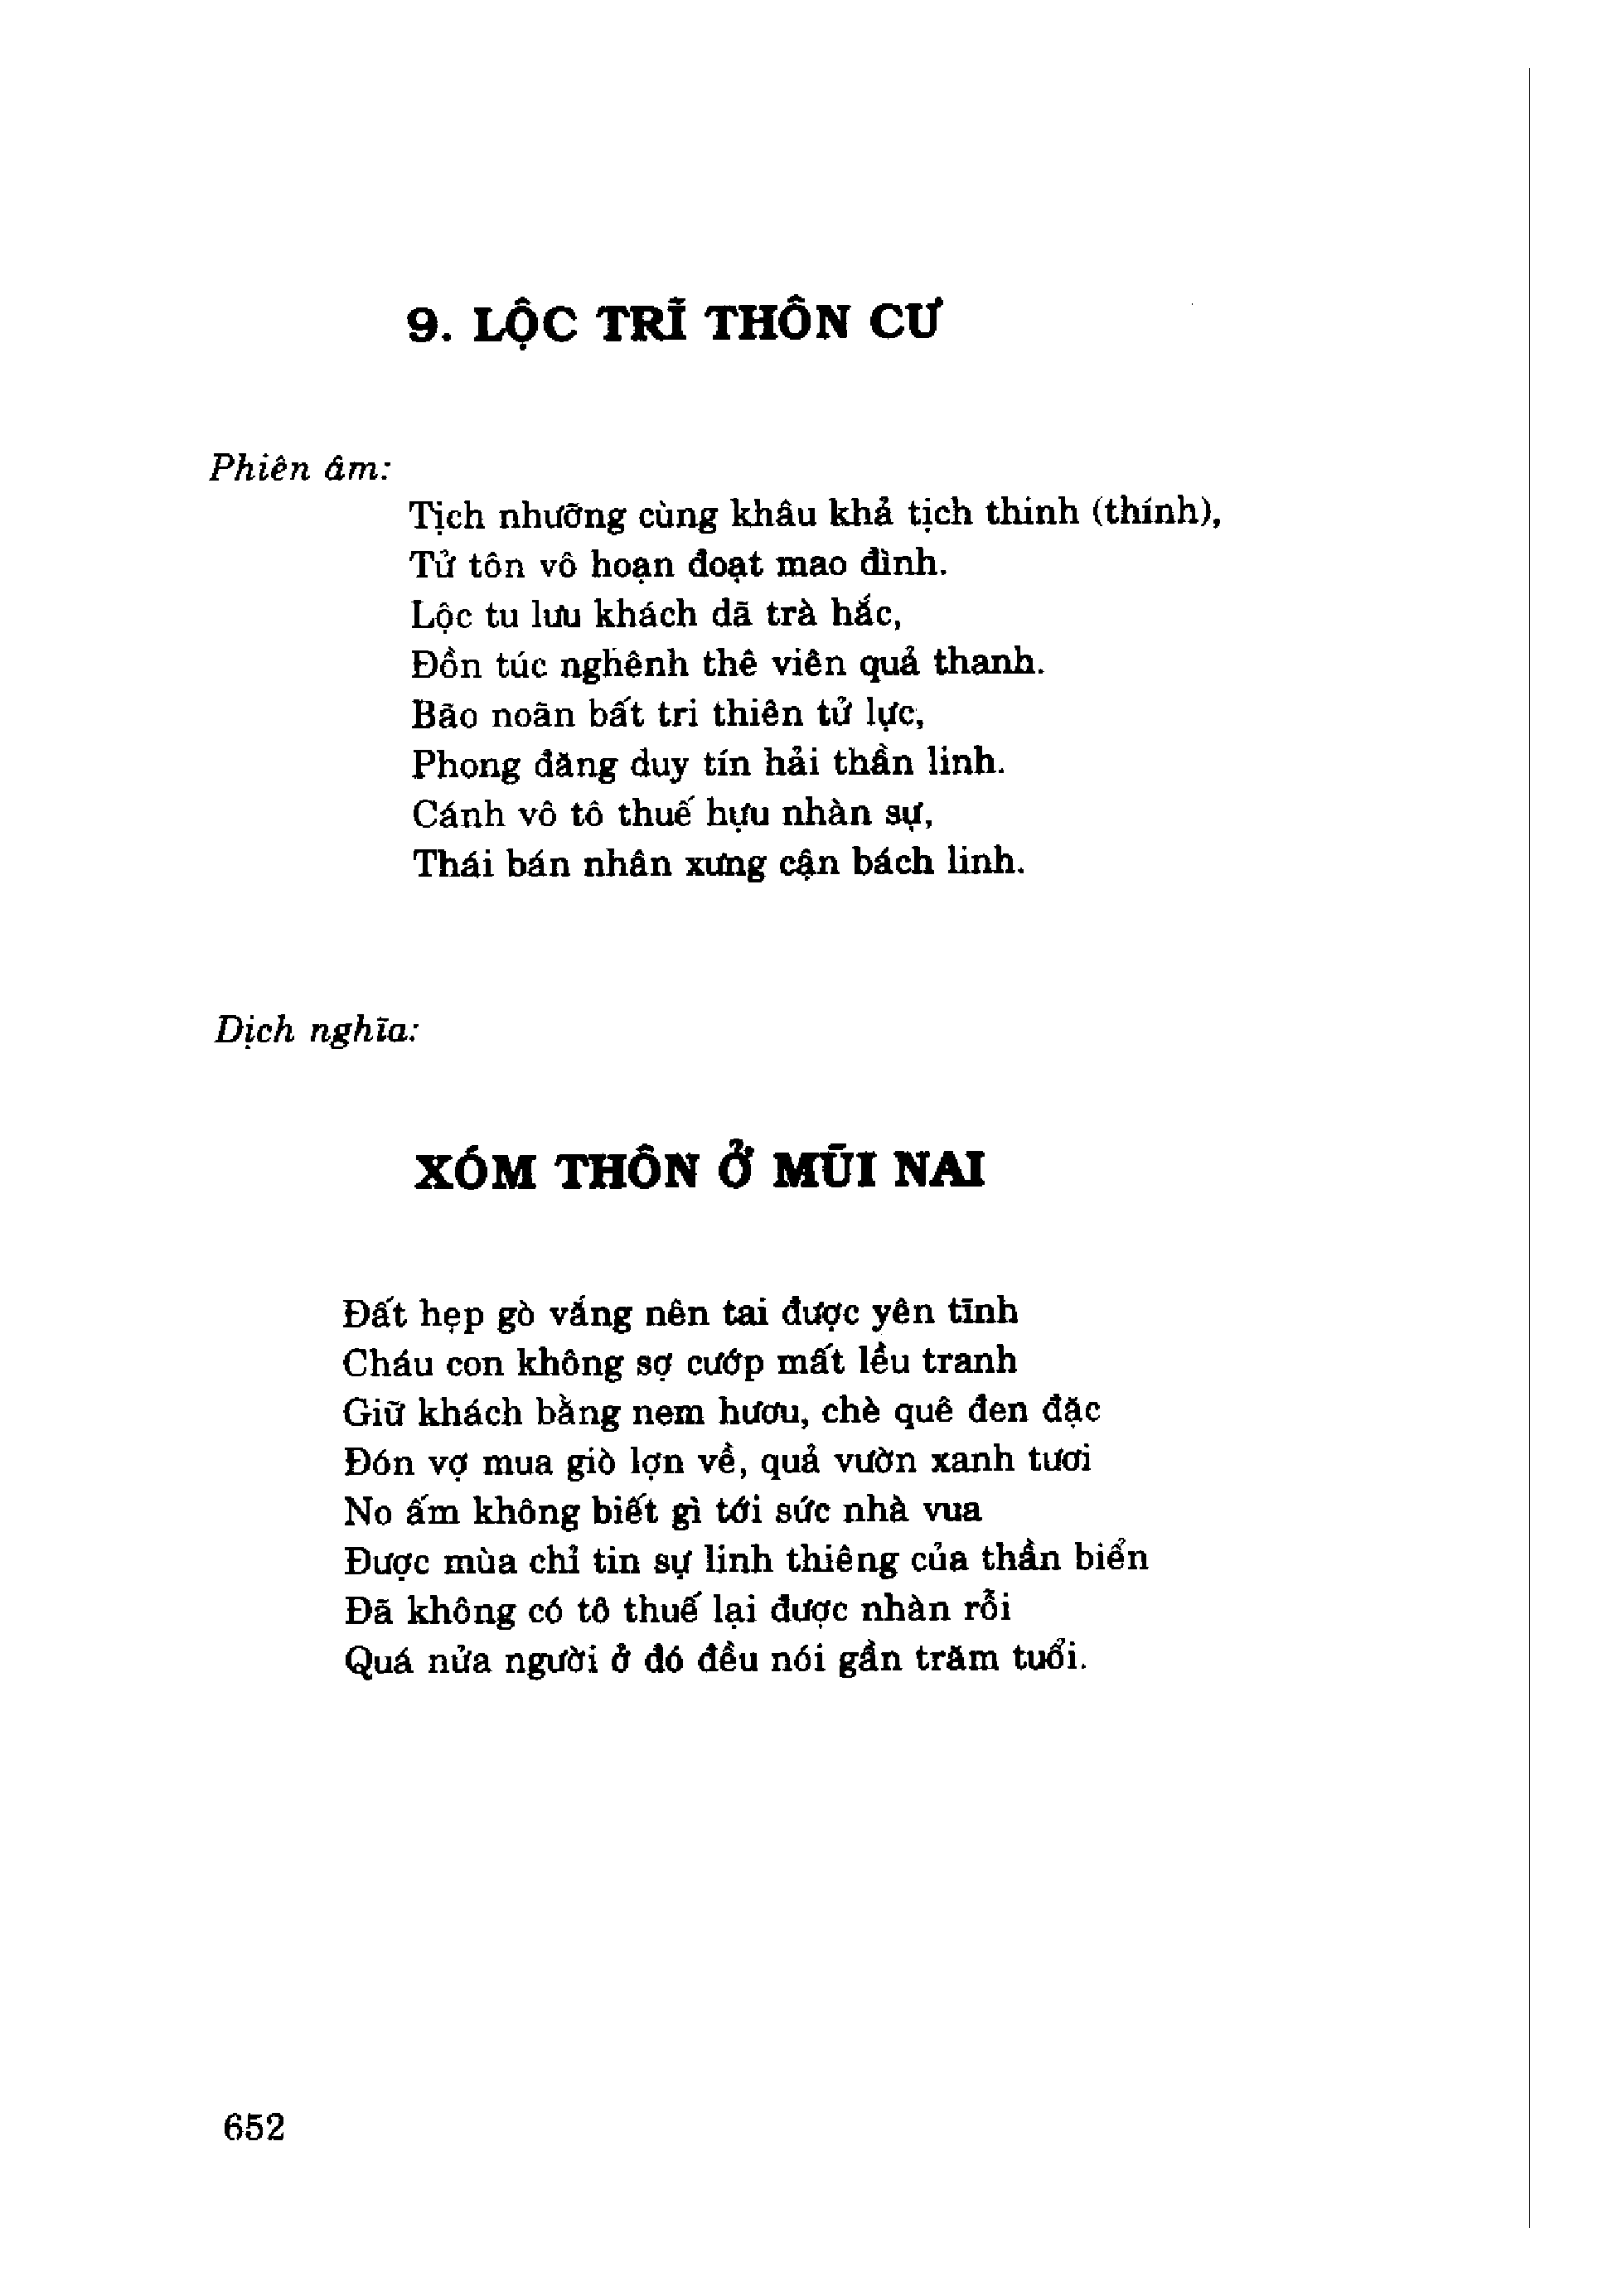 9. LỘC TRĨ THÔN CƯ
Phiên âm:
Tịch nhưỡng cùng khâu khả tịch thinh (thính),
Tử tôn vô hoạn đoạt mao đình.
Lộc tu lưu khách dã trà hắc,
Đồn túc nghênh thê viên quả thanh.
Bão noãn bất tri thiên tử lực,
Phong đăng duy tín hải thần linh.
Cánh vô tô thuế hựu nhàn sự,
Thái bán nhân xưng cận bách linh.
Dịch nghĩa:
XÓM THÔN Ở MŨI NAI
Đất hẹp gò vắng nên tai được yên tĩnh
Cháu con không sợ cướp mất lều tranh
Giữ khách bằng nem hươu, chè quê đen đặc
Đón vợ mua giò lợn về, quả vườn xanh tươi
No ấm không biết gì tới sức nhà vua
Được mùa chỉ tin sự linh thiêng của thần biển
Đã không có tô thuế lại được nhàn rỗi
Quá nửa người ở đó đều nói gần trăm tuổi.
652